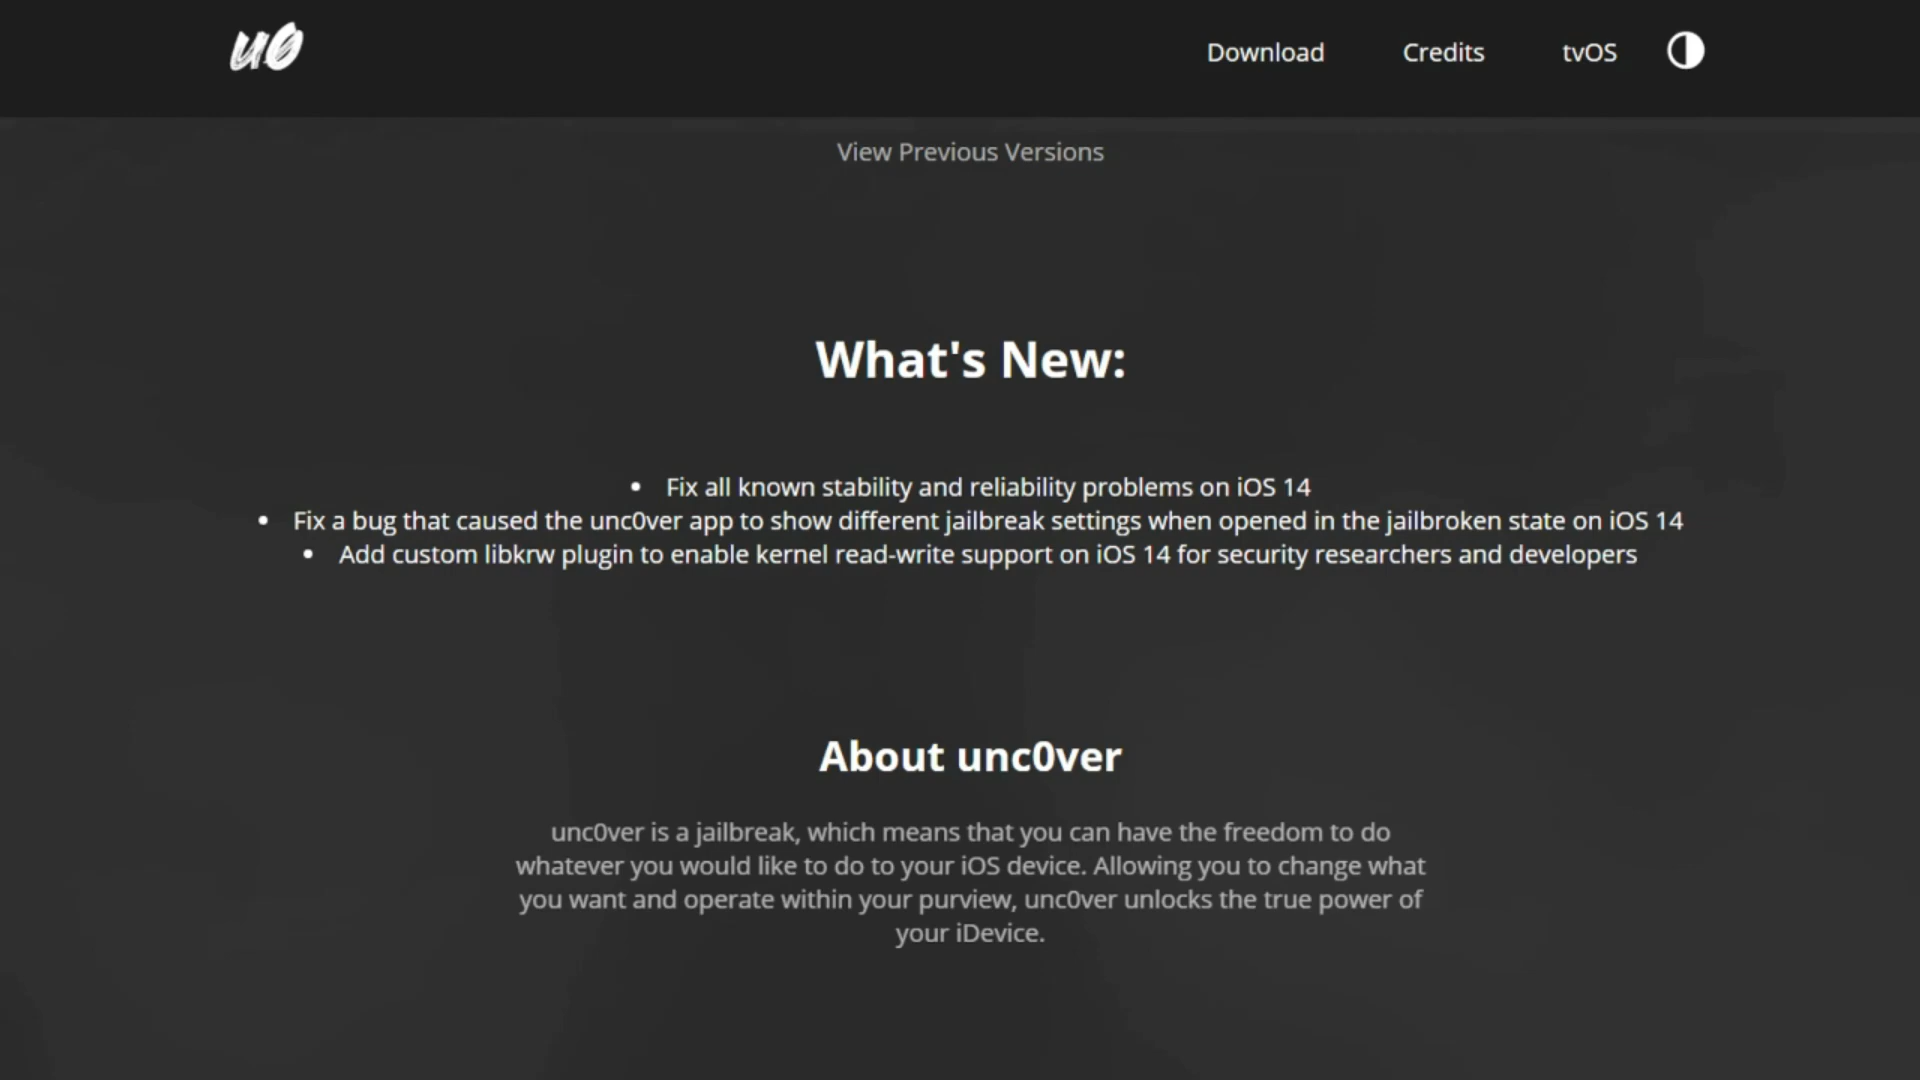 u0
Download Credits tvOS
View Previous Versions
What's New:
• Fix all known stability and reliability problems on iOS 14
• Fix a bug that caused the unc0ver app to show different jailbreak settings when opened in the jailbroken state on iOS 14
• Add custom libkrw plugin to enable kernel read-write support on iOS 14 for security researchers and developers
About unc0ver
unc0ver is a jailbreak, which means that you can have the freedom to do
whatever you would like to do to your iOS device. Allowing you to change what
you want and operate within your purview, unc0ver unlocks the true power of
your iDevice.